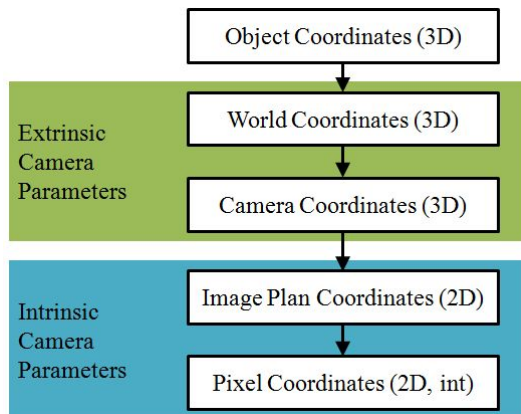 Object Coordinates (3D)
Extrinsic
Camera
Parameters
World Coordinates (3D)
Camera Coordinates (3D)
Intrinsic
Camera
Parameters
Image Plan Coordinates (2D)
Pixel Coordinates (2D, int)